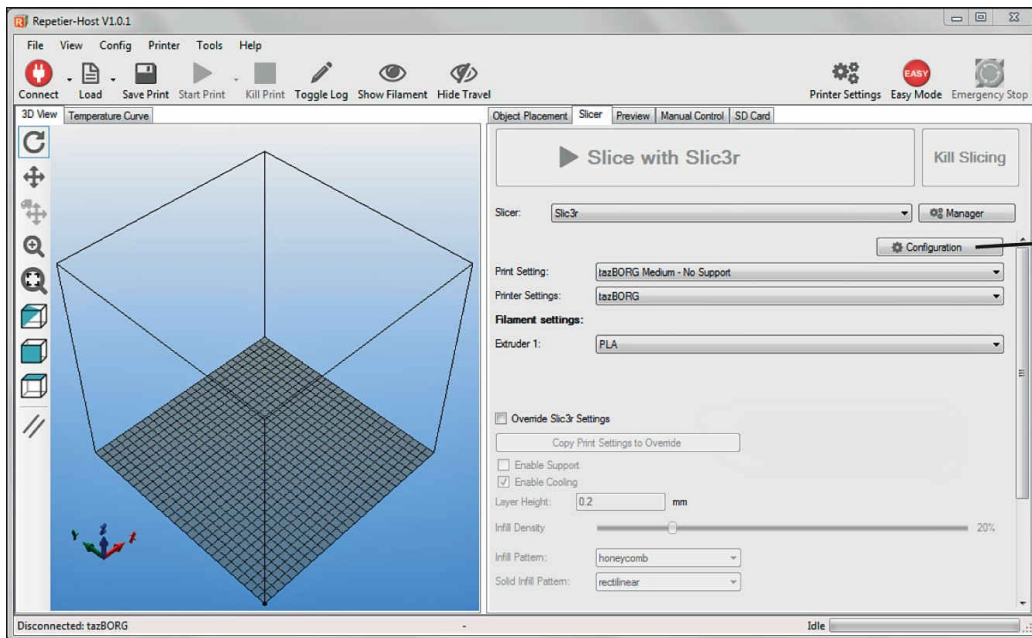 Repetier-Host V1.0.1
File View Config Printer Tools Help
Connect Load Save Print Start Print Kill Print Toggle Log Show Filament Hide Travel Printer Settings EASY Easy Mode Emergency Stop
3D View Temperature Curve
Object Placement Slicer Preview Manual Control SD Card
Slice with Slic3r Kill Slicing
Slicer: Slic3r Manager
Configuration
Print Setting: tazBORG Medium - No Support
Printer Settings: tazBORG
Filament settings:
Extruder 1: PLA
Override Slic3r Settings
Copy Print Settings to Override
Enable Support
Enable Cooling
Layer Height: 0.2 mm
Infill Density 20%
Infill Pattern: honeycomb
Solid Infill Pattern: rectilinear
Y Z X
Disconnected: tazBORG - Idle